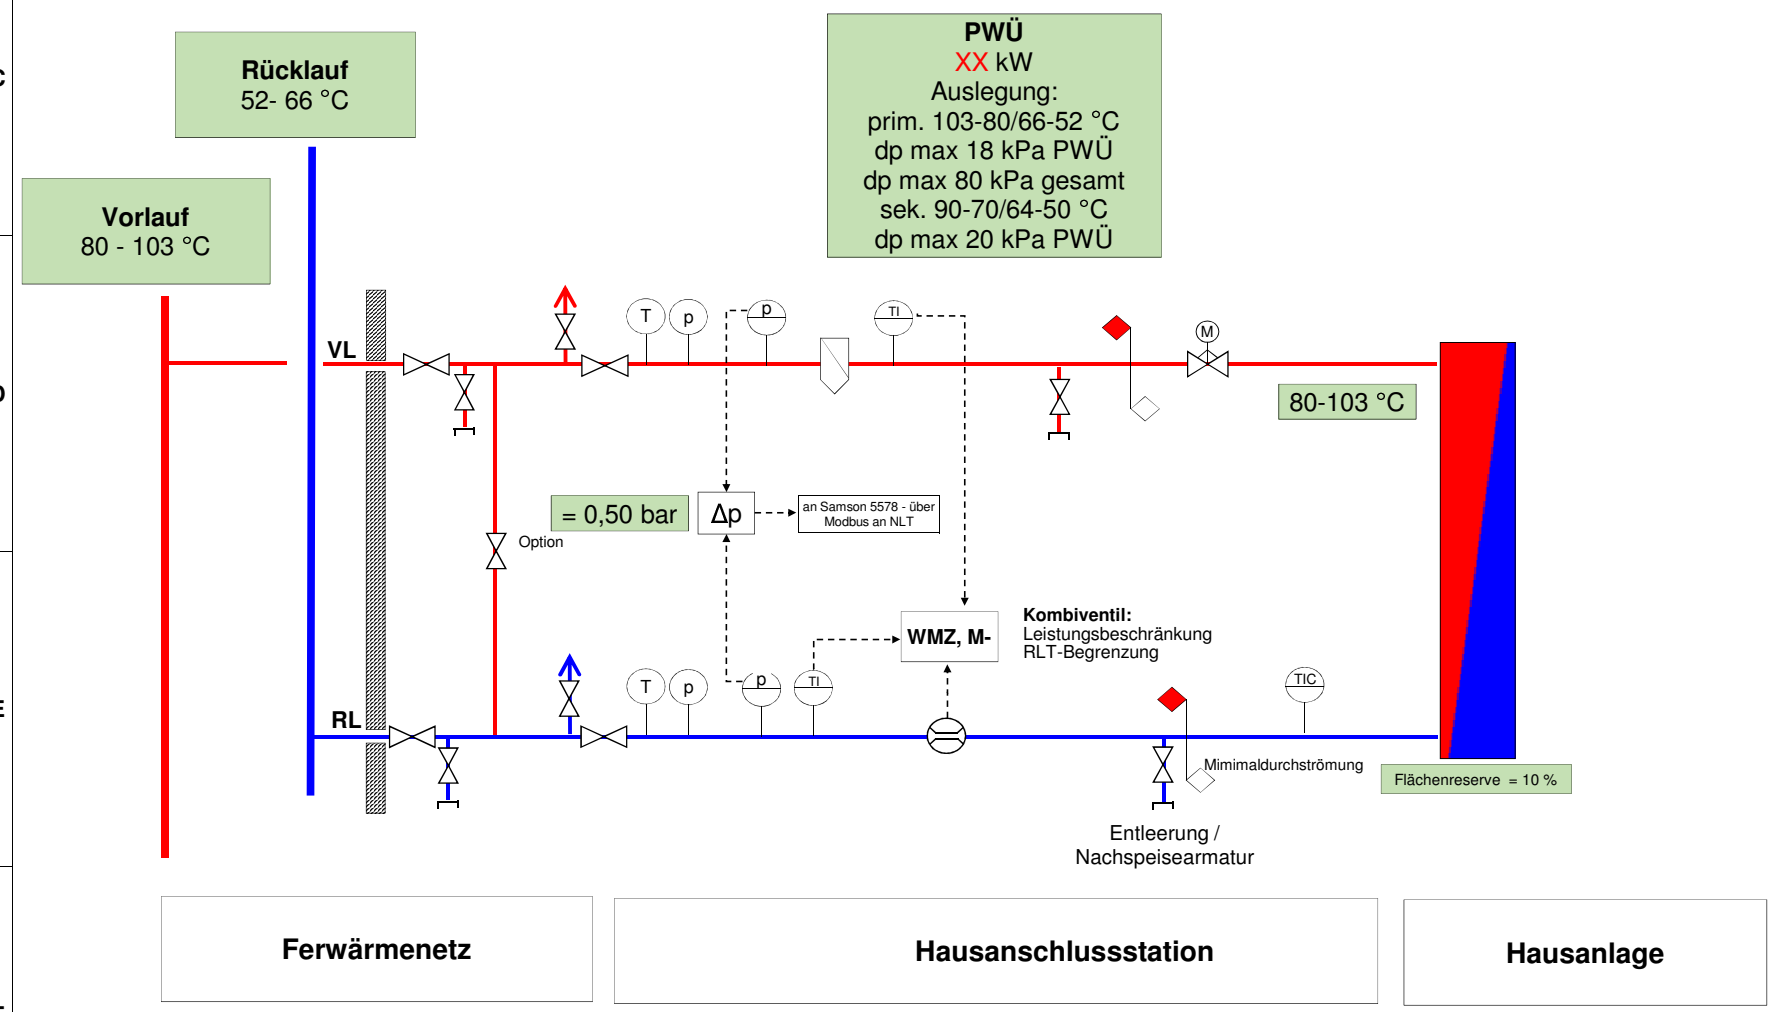 C
Rücklauf
52- 66 °C
PWÜ
XX kW
Auslegung:
prim. 103-80/66-52 °C
dp max 18 kPa PWÜ
dp max 80 kPa gesamt
sek. 90-70/64-50 °C
dp max 20 kPa PWÜ
Vorlauf
80 - 103 °C
T
p
p
TI
M
VL
80-103 °C
= 0,50 bar
Δp
an Samson 5578 - über
Modbus an NLT
Option
WMZ, M-
Kombiventil:
Leistungsbeschränkung
RLT-Begrenzung
T
p
p
TI
TIC
RL
Mimimaldurchströmung
Flächenreserve = 10 %
Entleerung /
Nachspeisearmatur
Ferwärmenetz
Hausanschlussstation
Hausanlage